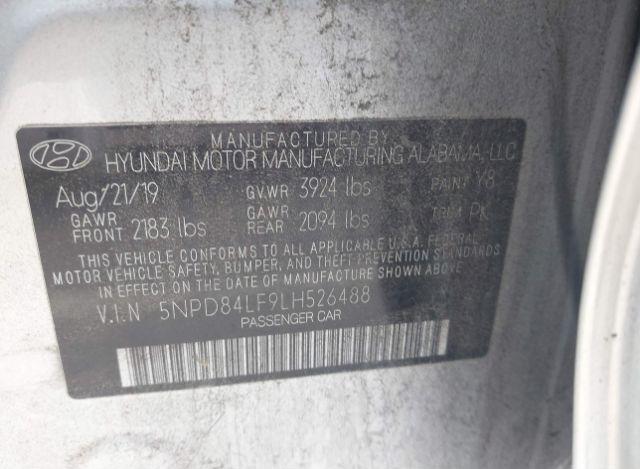 MANUFACTURED BY
HYUNDAI MOTOR MANUFACTURING ALABAMA, LLC
Aug/21/19 GVWR 3924 lbs PAINT Y8
GAWR FRONT 2183 lbs GAWR REAR 2094 lbs TRIM PK
THIS VEHICLE CONFORMS TO ALL APPLICABLE U.S.A. FEDERAL
MOTOR VEHICLE SAFETY, BUMPER, AND THEFT PREVENTION STANDARDS
IN EFFECT ON THE DATE OF MANUFACTURE SHOWN ABOVE.
V.I.N 5NPD84LF9LH526488
PASSENGER CAR